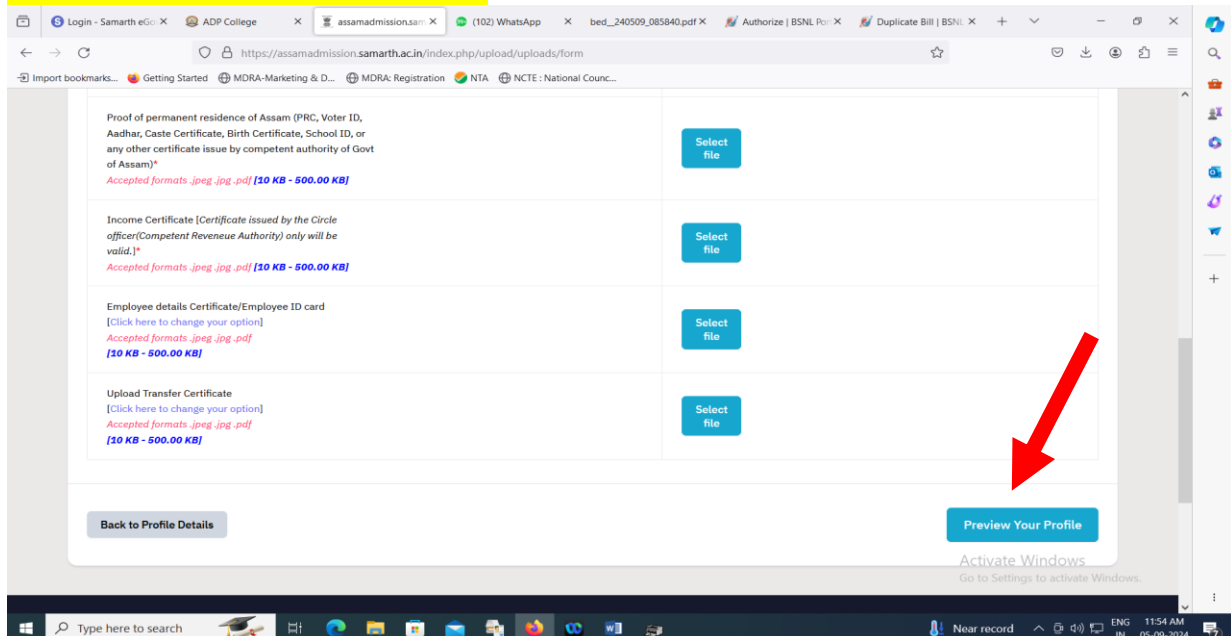 Login - Samarth eGo
ADP College
assamadmission.sam
(102) WhatsApp
bed__240509_085840.pdf
Authorize | BSNL Por
Duplicate Bill | BSNL
https://assamadmission.samarth.ac.in/index.php/upload/uploads/form
Import bookmarks...
Getting Started
MDRA-Marketing & D...
MDRA: Registration
NTA
NCTE : National Counc...
Proof of permanent residence of Assam (PRC, Voter ID,
Aadhar, Caste Certificate, Birth Certificate, School ID, or
any other certificate issue by competent authority of Govt
of Assam)*
Accepted formats .jpeg .jpg .pdf [10 KB - 500.00 KB]
Select
file
Income Certificate [Certificate issued by the Circle
officer(Competent Reveneue Authority) only will be
valid.]*
Accepted formats .jpeg .jpg .pdf [10 KB - 500.00 KB]
Select
file
Employee details Certificate/Employee ID card
[Click here to change your option]
Accepted formats .jpeg .jpg .pdf
[10 KB - 500.00 KB]
Select
file
Upload Transfer Certificate
[Click here to change your option]
Accepted formats .jpeg .jpg .pdf
[10 KB - 500.00 KB]
Select
file
Back to Profile Details
Preview Your Profile
Activate Windows
Go to Settings to activate Windows.
Type here to search
Near record
ENG
IN
11:54 AM
05-09-2024